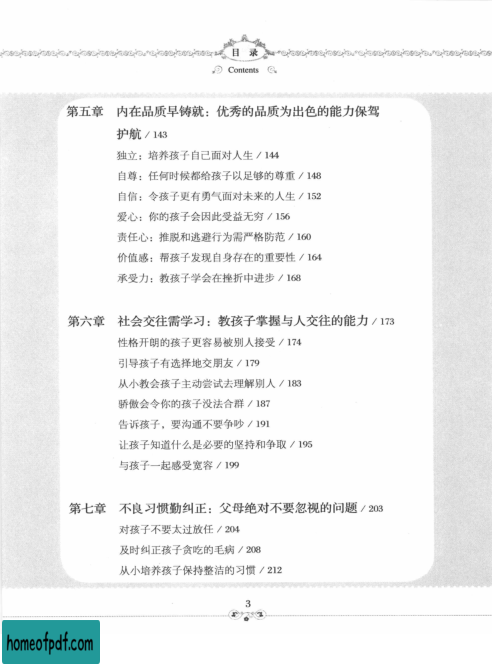 目 录
Contents
第五章 内在品质早铸就：优秀的品质为出色的能力保驾
护航 / 143
独立：培养孩子自己面对人生 / 144
自尊：任何时候都给孩子以足够的尊重 / 148
自信：令孩子更有勇气面对未来的人生 / 152
爱心：你的孩子会因此受益无穷 / 156
责任心：推脱和逃避行为需严格防范 / 160
价值感：帮孩子发现自身存在的重要性 / 164
承受力：教孩子学会在挫折中进步 / 168
第六章 社会交往需学习：教孩子掌握与人交往的能力 / 173
性格开朗的孩子更容易被别人接受 / 174
引导孩子有选择地交朋友 / 179
从小教会孩子主动尝试去理解别人 / 183
骄傲会令你的孩子没法合群 / 187
告诉孩子，要沟通不要争吵 / 191
让孩子知道什么是必要的坚持和争取 / 195
与孩子一起感受宽容 / 199
第七章 不良习惯勤纠正：父母绝对不要忽视的问题 / 203
对孩子不要太过放任 / 204
及时纠正孩子贪吃的毛病 / 208
从小培养孩子保持整洁的习惯 / 212
3
homeofpdf.com